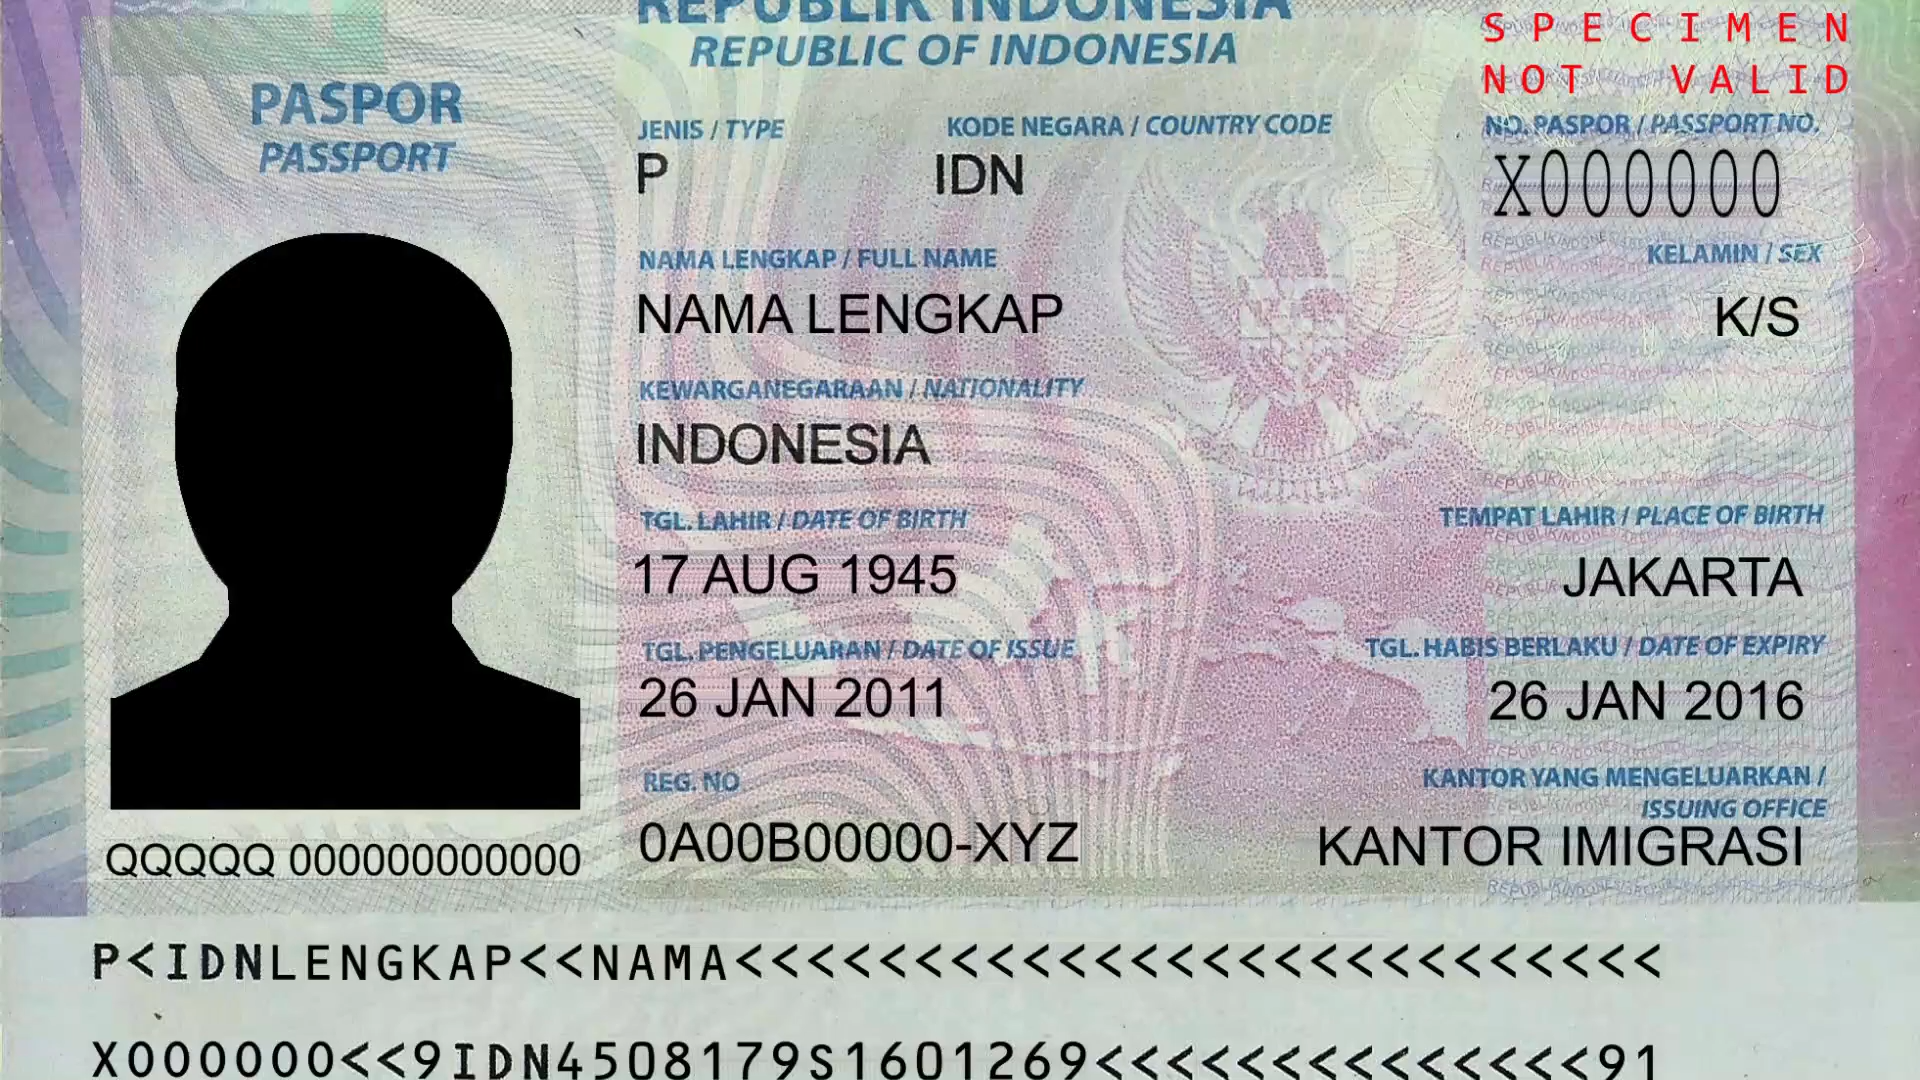 REPUBLIK INDONESIA
REPUBLIC OF INDONESIA
SPECIMEN
NOT VALID
PASPOR
PASSPORT
JENIS / TYPE
P
KODE NEGARA / COUNTRY CODE
IDN
NO. PASPOR / PASSPORT NO.
X000000
NAMA LENGKAP / FULL NAME
NAMA LENGKAP
KELAMIN / SEX
K/S
KEWARGANEGARAAN / NATIONALITY
INDONESIA
TGL. LAHIR / DATE OF BIRTH
17 AUG 1945
TEMPAT LAHIR / PLACE OF BIRTH
JAKARTA
TGL. PENGELUARAN / DATE OF ISSUE
26 JAN 2011
TGL. HABIS BERLAKU / DATE OF EXPIRY
26 JAN 2016
REG. NO
0A00B00000-XYZ
KANTOR YANG MENGELUARKAN /
ISSUING OFFICE
KANTOR IMIGRASI
QQQQQ 000000000000
P<IDNLENGKAP<<NAMA<<<<<<<<<<<<<<<<<<<<<<<<<<
X000000<<9IDN4508179S1601269<<<<<<<<<<<<<<91